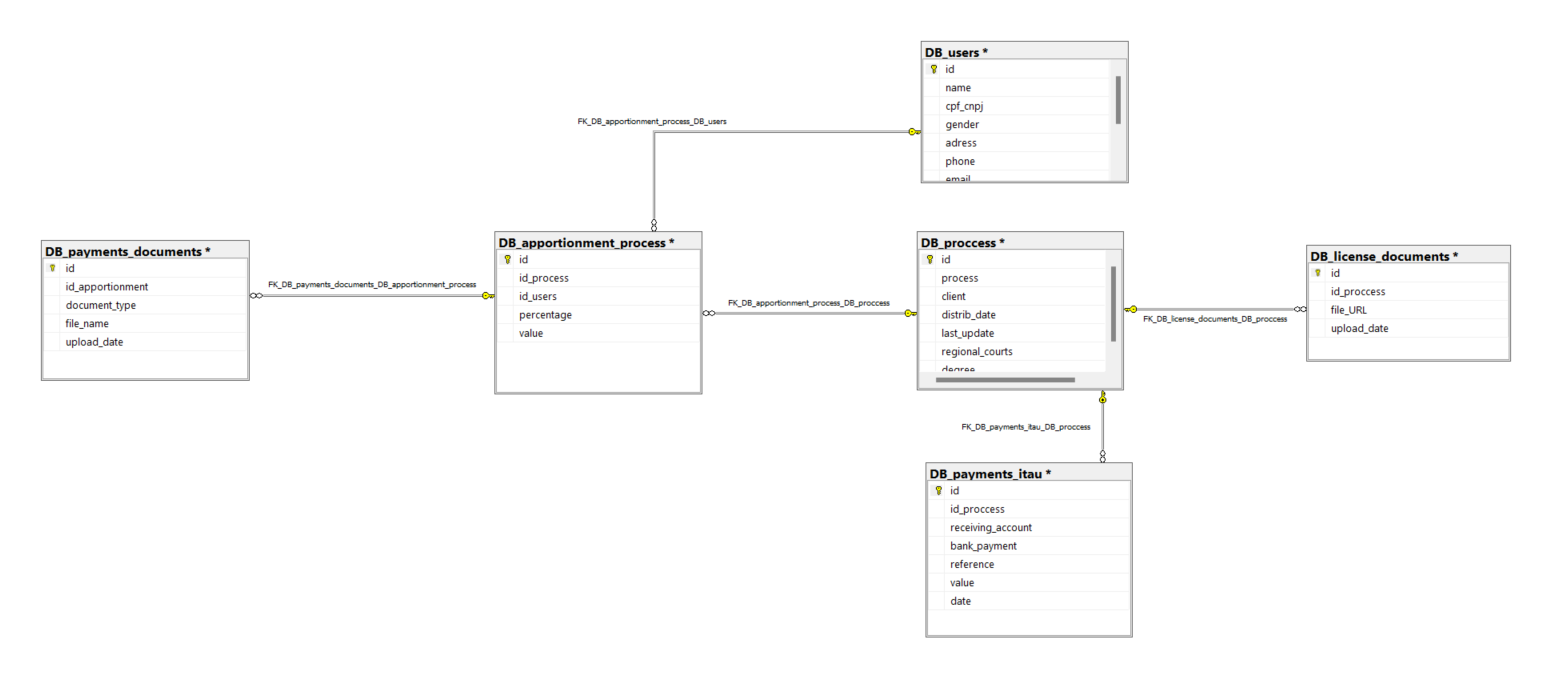 DB_users *
id
name
cpf_cnpj
gender
adress
phone
email
FK_DB_apportionment_process_DB_users
DB_payments_documents *
id
id_apportionment
document_type
file_name
upload_date
FK_DB_payments_documents_DB_apportionment_process
DB_apportionment_process *
id
id_process
id_users
percentage
value
FK_DB_apportionment_process_DB_proccess
DB_proccess *
id
process
client
distrib_date
last_update
regional_courts
degree
FK_DB_license_documents_DB_proccess
DB_license_documents *
id
id_proccess
file_URL
upload_date
FK_DB_payments_itau_DB_proccess
DB_payments_itau *
id
id_proccess
receiving_account
bank_payment
reference
value
date